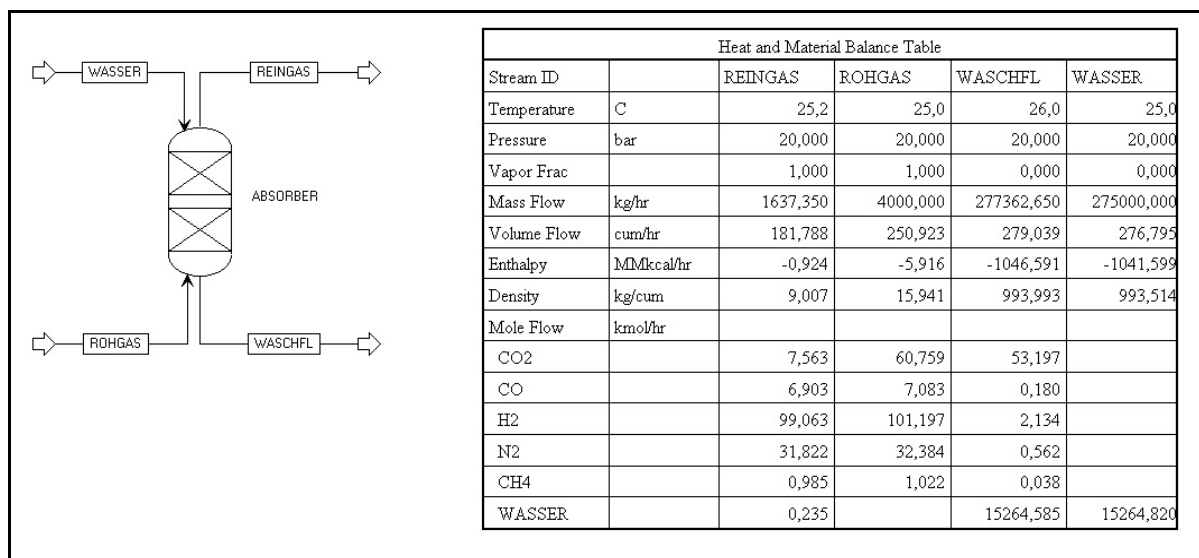 WASSER
REINGAS
ABSORBER
ROHGAS
WASCHFL
Heat and Material Balance Table
Stream ID REINGAS ROHGAS WASCHFL WASSER
Temperature C 25,2 25,0 26,0 25,0
Pressure bar 20,000 20,000 20,000 20,000
Vapor Frac 1,000 1,000 0,000 0,000
Mass Flow kg/hr 1637,350 4000,000 277362,650 275000,000
Volume Flow cum/hr 181,788 250,923 279,039 276,795
Enthalpy MMkcal/hr -0,924 -5,916 -1046,591 -1041,599
Density kg/cum 9,007 15,941 993,993 993,514
Mole Flow kmol/hr
CO2 7,563 60,759 53,197
CO 6,903 7,083 0,180
H2 99,063 101,197 2,134
N2 31,822 32,384 0,562
CH4 0,985 1,022 0,038
WASSER 0,235 15264,585 15264,820